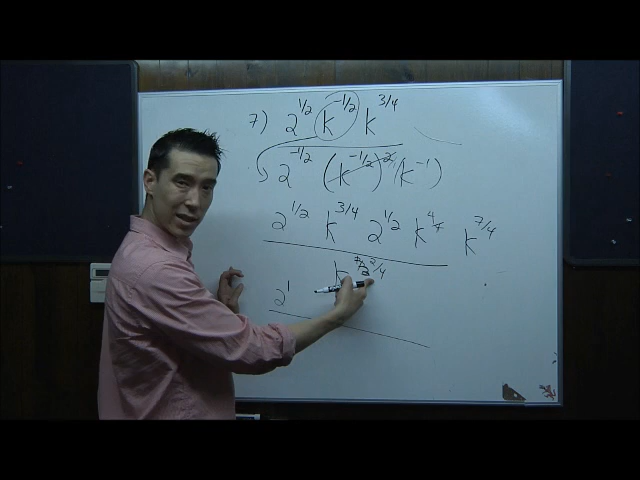 7) 2^1/2 k^-1/2 k^3/4
2^-1/2 (k^-1/2)^2 (k^-1)
2^1/2 k^3/4 2^1/2 k^4 k^7/4
k^2/4
2^1